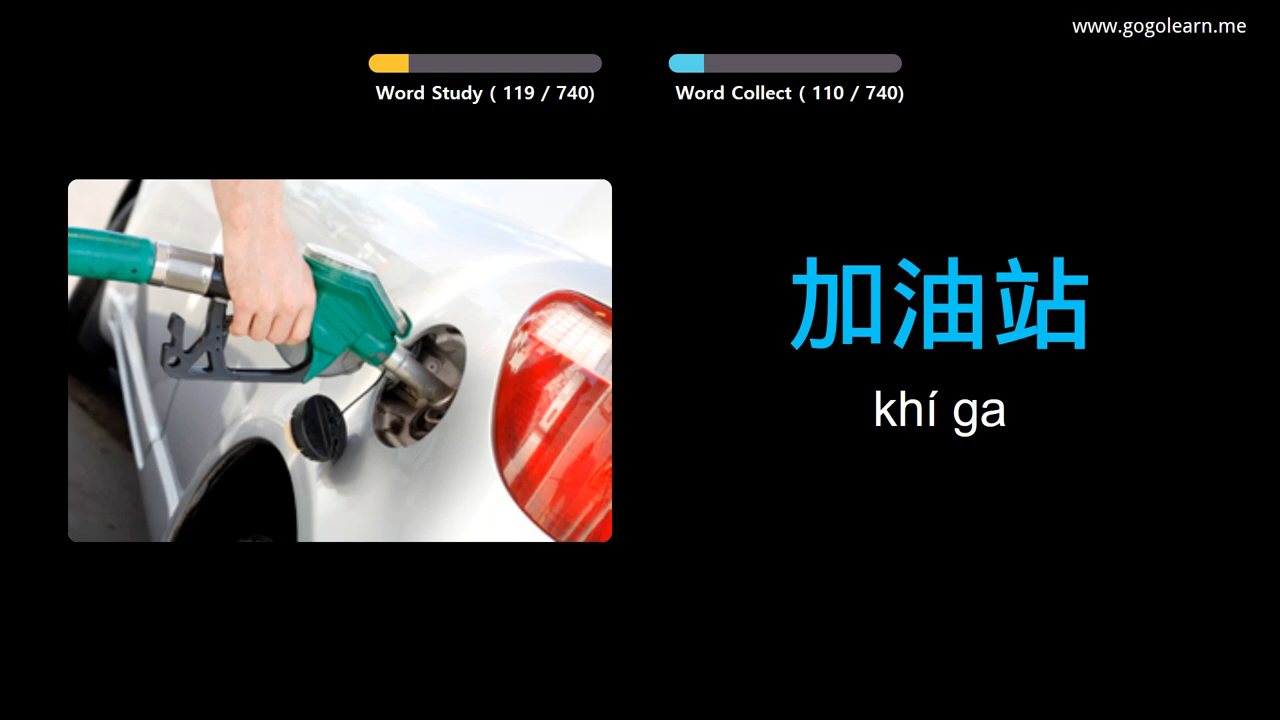 www.gogolearn.me
Word Study ( 119 / 740)
Word Collect ( 110 / 740)
加油站
khí ga